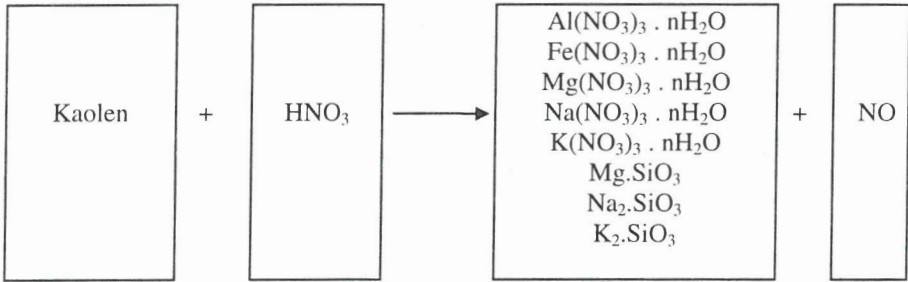 Al(NO₃)₃ . nH₂O
Fe(NO₃)₃ . nH₂O
Mg(NO₃)₃ . nH₂O
Kaolen + HNO₃ → Na(NO₃)₃ . nH₂O + NO
K(NO₃)₃ . nH₂O
Mg.SiO₃
Na₂.SiO₃
K₂.SiO₃